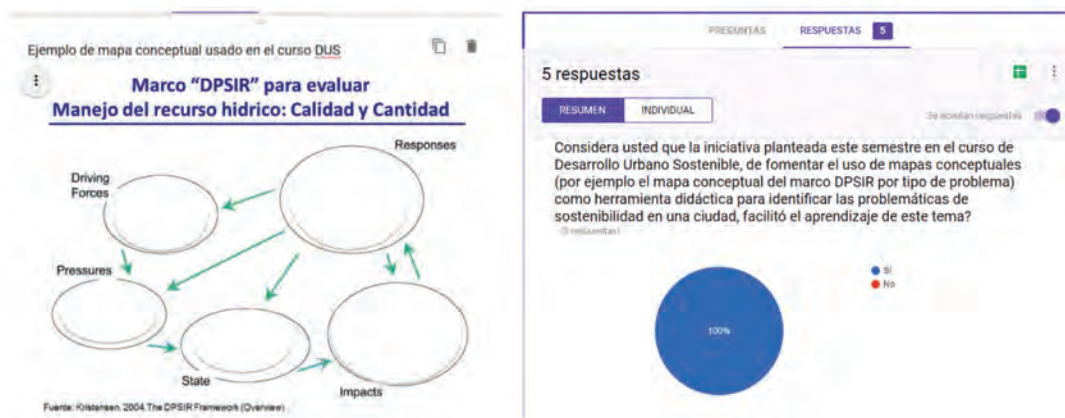 Ejemplo de mapa conceptual usado en el curso DUS
Marco “DPSIR” para evaluar
Manejo del recurso hidrico: Calidad y Cantidad
Responses
Driving
Forces
Pressures
State
Impacts
Fuente: Kristensen, 2004. The DPSIR Framework (Overview)
PREGUNTAS
RESPUESTAS
5
5 respuestas
RESUMEN
INDIVIDUAL
Se aceptan respuestas
Considera usted que la iniciativa planteada este semestre en el curso de
Desarrollo Urbano Sostenible, de fomentar el uso de mapas conceptuales
(por ejemplo el mapa conceptual del marco DPSIR por tipo de problema)
como herramienta didáctica para identificar las problemáticas de
sostenibilidad en una ciudad, facilitó el aprendizaje de este tema?
respuestas)
100%
Sí
No